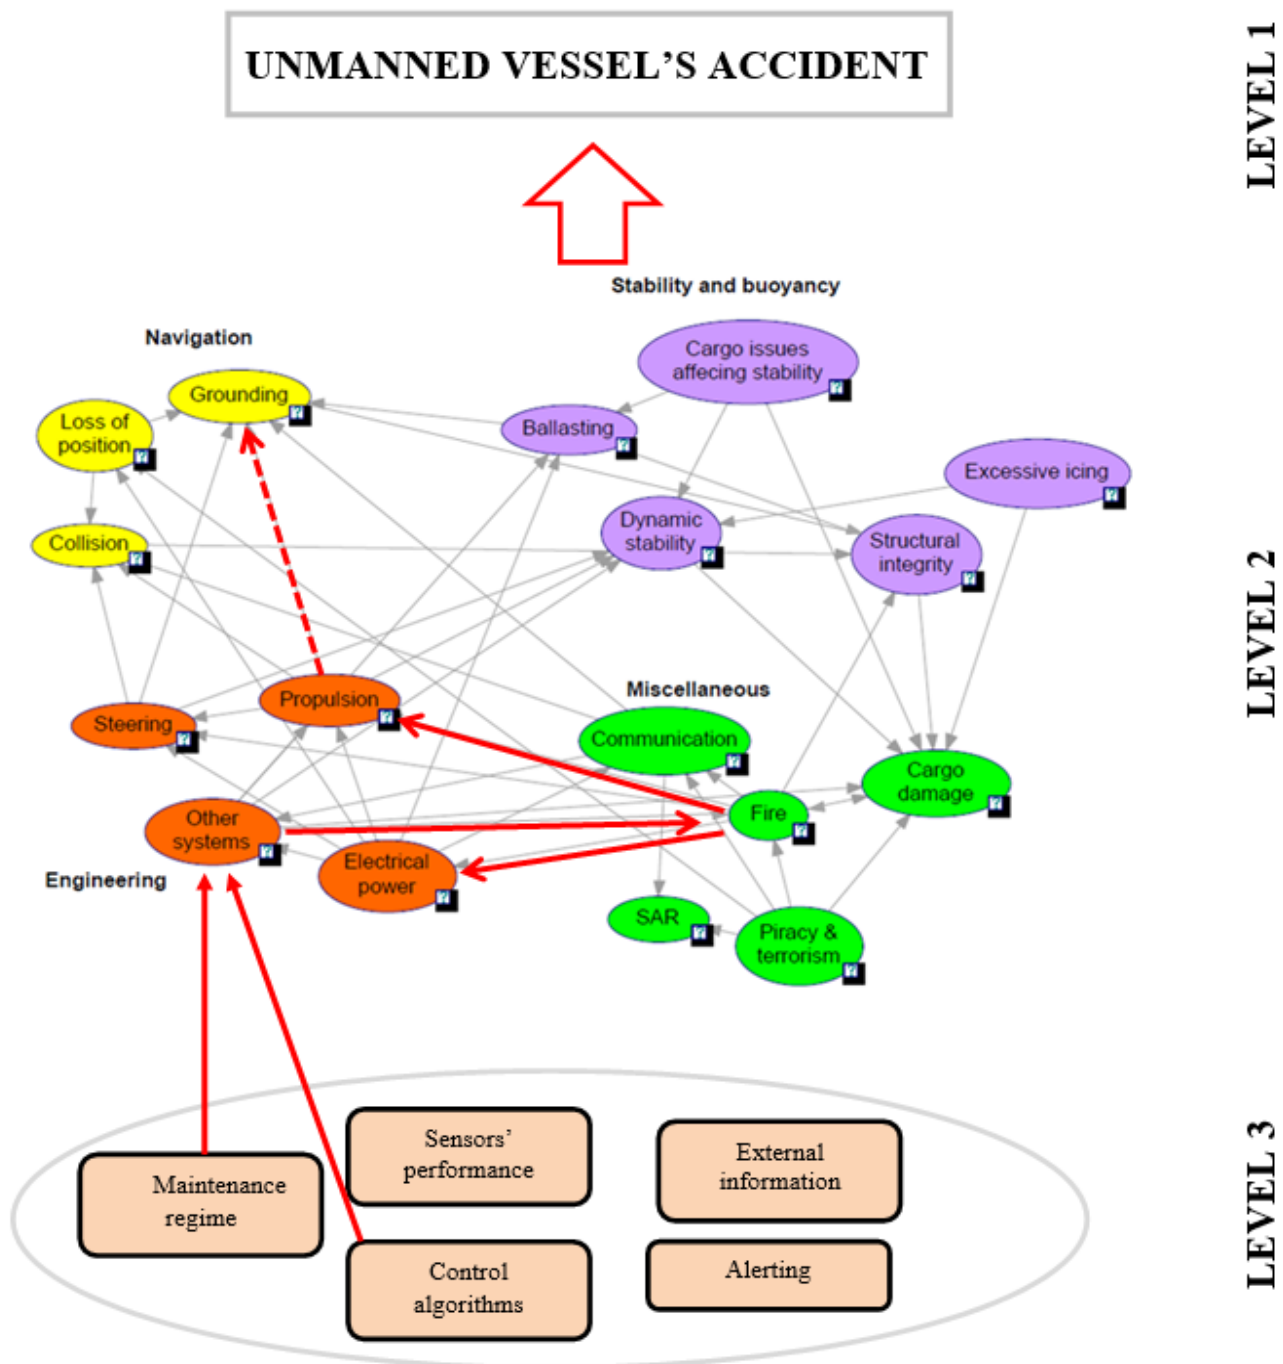 UNMANNED VESSEL'S ACCIDENT
LEVEL 1
Stability and buoyancy
Navigation
Cargo issues
affecing stability
Grounding
Loss of
position
Ballasting
Excessive icing
Dynamic
stability
Collision
Structural
integrity
LEVEL 2
Miscellaneous
Propulsion
Steering
Communication
Cargo
damage
Fire
Other
systems
Electrical
power
Engineering
SAR
Piracy &
terrorism
Sensors'
performance
External
information
Maintenance
regime
LEVEL 3
Control
algorithms
Alerting